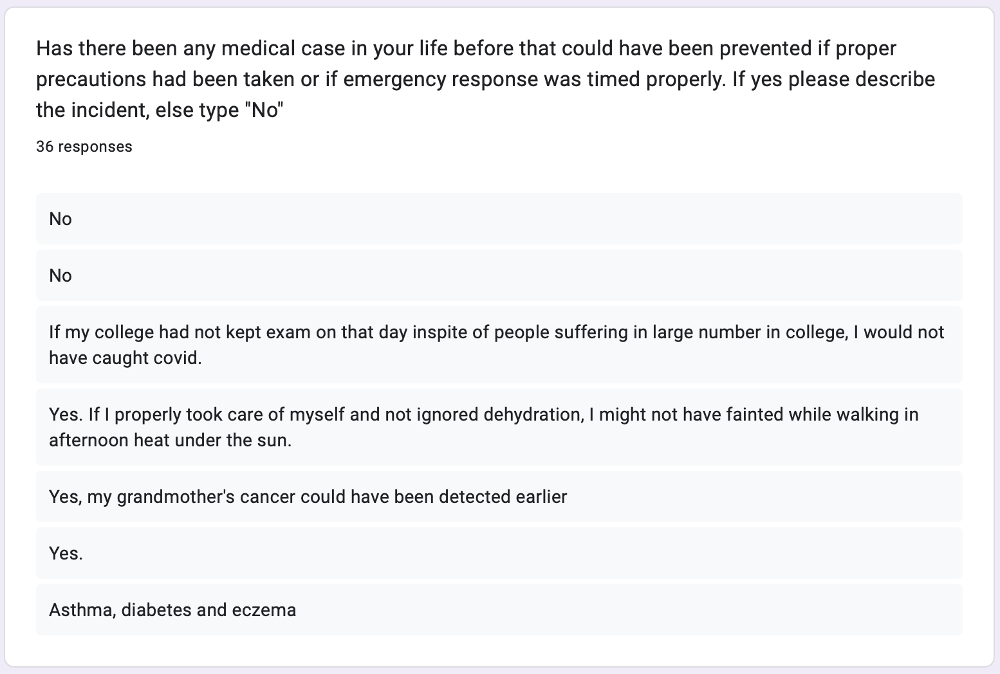 Has there been any medical case in your life before that could have been prevented if proper
precautions had been taken or if emergency response was timed properly. If yes please describe
the incident, else type "No"
36 responses
No
No
If my college had not kept exam on that day inspite of people suffering in large number in college, I would not
have caught covid.
Yes. If I properly took care of myself and not ignored dehydration, I might not have fainted while walking in
afternoon heat under the sun.
Yes, my grandmother's cancer could have been detected earlier
Yes.
Asthma, diabetes and eczema